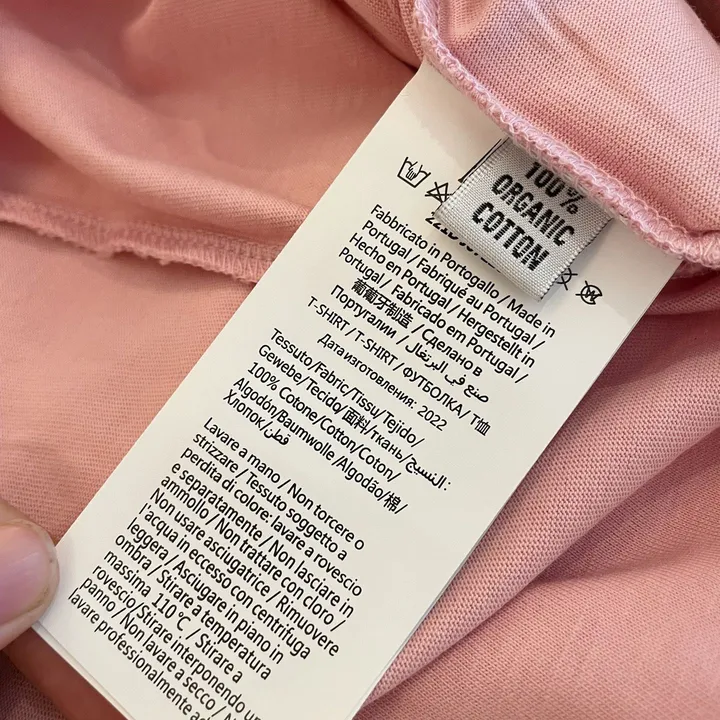 100%
ORGANIC
COTTON
Fabbricato in Portogallo / Made in
Portugal / Fabriqué au Portugal /
Hecho en Portugal / Hergestellt in
Portugal / Fabricado em Portugal /
葡萄牙制造 / Сделано в
Португалии / صنع في البرتغال /
T-SHIRT / T-SHIRT / ФУТБОЛКА / T恤
Дата изготовления: 2022
Tessuto/Fabric/Tissu/Tejido/
Gewebe/Tecido/面料/ткань/النسيج:
100% Cotone/Cotton/Coton/
Algodón/Baumwolle/Algodão/棉/
Хлопок/قطن
Lavare a mano / Non torcere o
strizzare / Tessuto soggetto a
perdita di colore: lavare a rovescio
e separatamente / Non lasciare in
ammollo / Non trattare con cloro /
Non usare asciugatrice / Rimuovere
l'acqua in eccesso con centrifuga
leggera / Asciugare in piano in
ombra / Stirare a temperatura
massima 110°C / Stirare a
rovescio/Stirare interponendo un
panno / Non lavare a secco / Non
lavare professionalmente ad